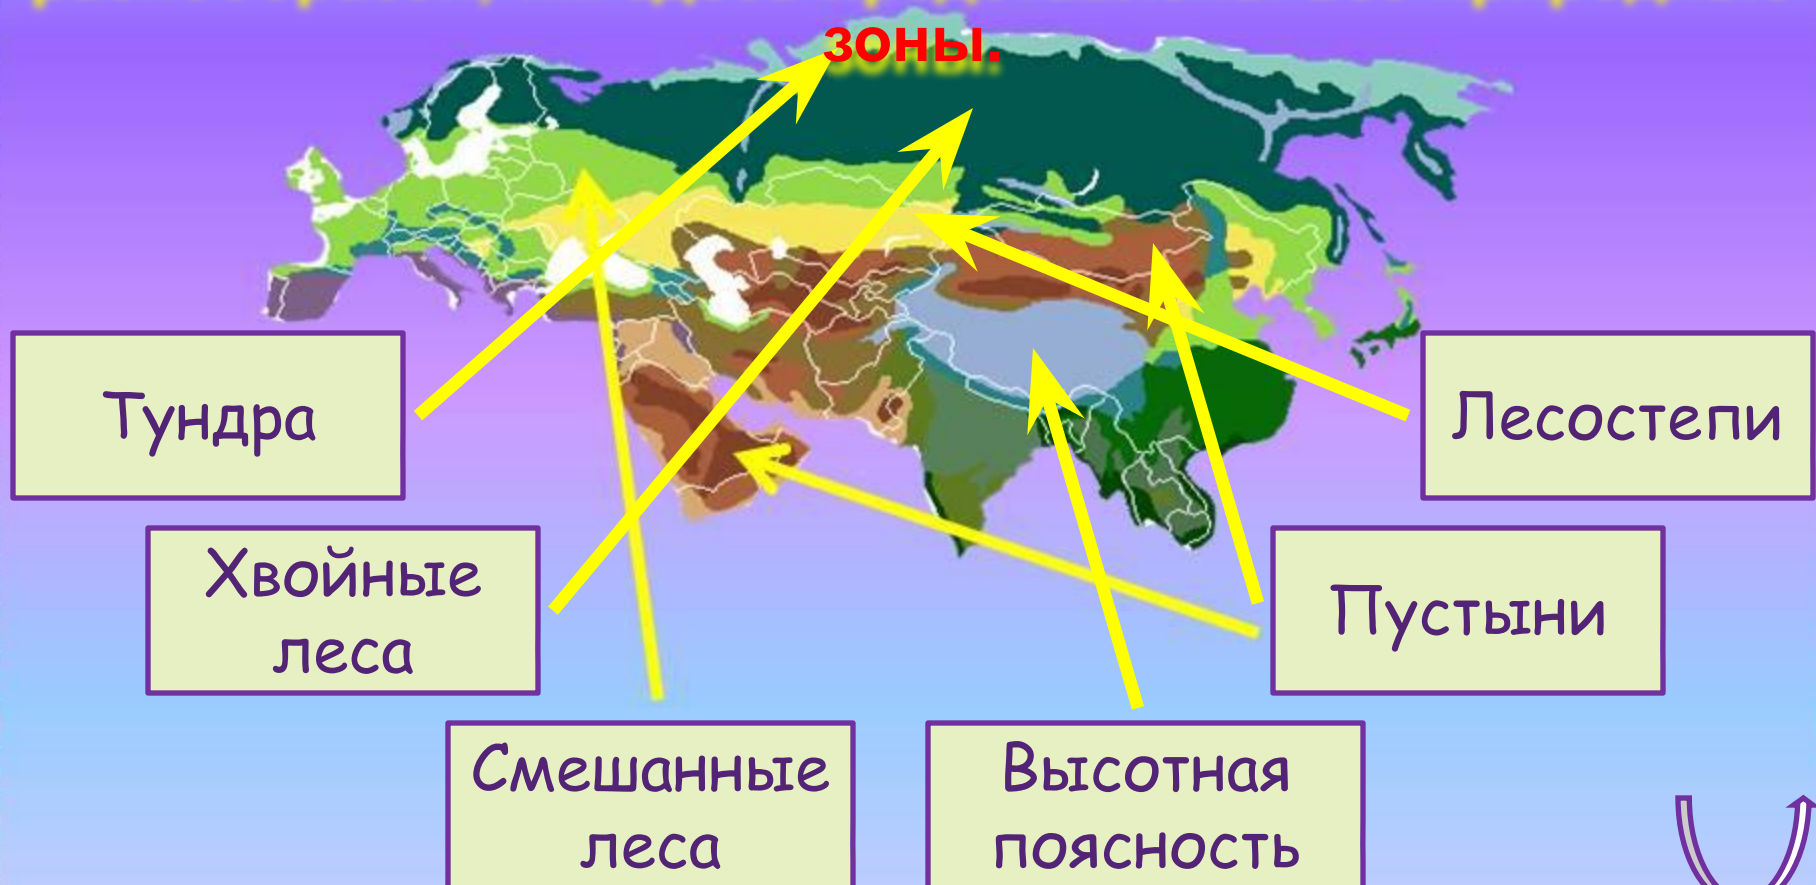 зоны.
Тундра
Лесостепи
Хвойные
леса
Пустыни
Смешанные
леса
Высотная
поясность